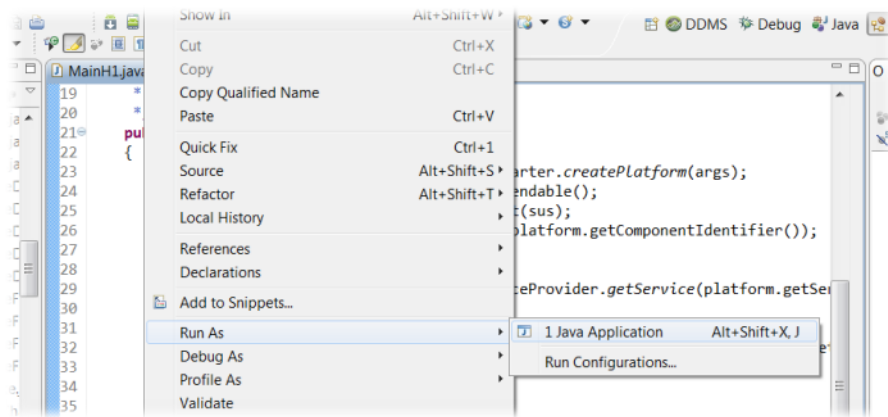 Show In Alt+Shift+W
DDMS Debug Java
MainH1.java
Cut Ctrl+X
Copy Ctrl+C
Copy Qualified Name
Paste Ctrl+V
Quick Fix Ctrl+1
Source Alt+Shift+S
Refactor Alt+Shift+T
Local History
References
Declarations
Add to Snippets...
Run As
Debug As
Profile As
Validate
1 Java Application Alt+Shift+X, J
Run Configurations...
19 *
20 *
21 pu
22 {
23 arter.createPlatform(args);
24 endable();
25 t(sus);
26 platform.getComponentIdentifier());
27
28
29 ceProvider.getService(platform.getSer
30
31
32
33
34
35